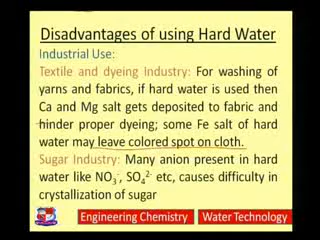 Disadvantages of using Hard Water
Industrial Use:
Textile and dyeing Industry: For washing of
yarns and fabrics, if hard water is used then
Ca and Mg salt gets deposited to fabric and
hinder proper dyeing; some Fe salt of hard
water may leave colored spot on cloth.
Sugar Industry: Many anion present in hard
water like NO₃⁻, SO₄²⁻ etc, causes difficulty in
crystallization of sugar
Engineering Chemistry Water Technology